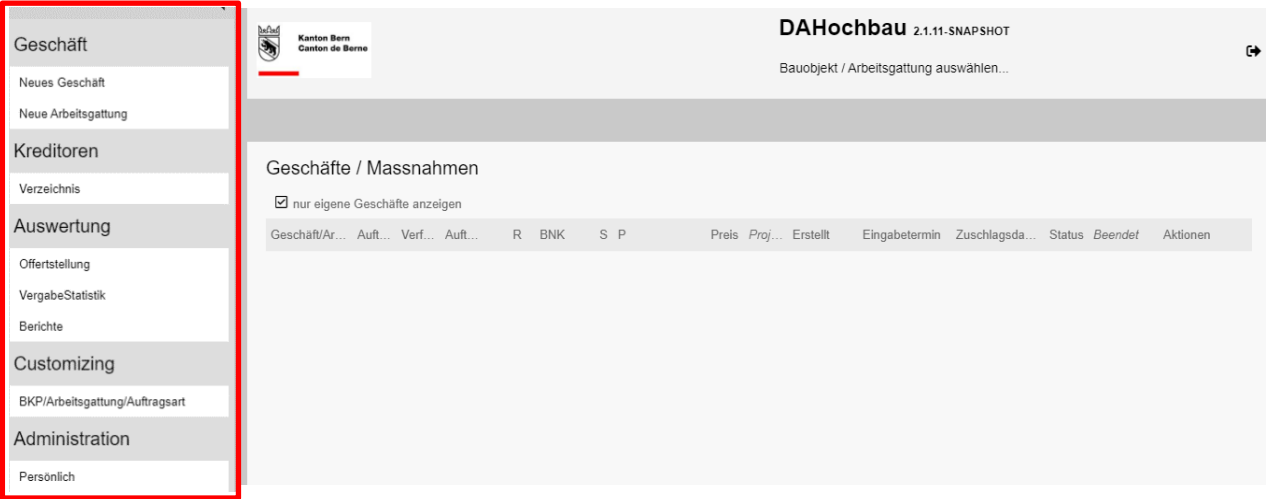 Geschäft
Neues Geschäft
Neue Arbeitsgattung
Kreditoren
Verzeichnis
Auswertung
Offertstellung
VergabeStatistik
Berichte
Customizing
BKP/Arbeitsgattung/Auftragsart
Administration
Persönlich
Kanton Bern
Canton de Berne
DAHochbau 2.1.11-SNAPSHOT
Bauobjekt / Arbeitsgattung auswählen...
Geschäfte / Massnahmen
nur eigene Geschäfte anzeigen
Geschäft/Ar... Auft... Verf... Auft... R BNK S P Preis Proj... Erstellt Eingabetermin Zuschlagsda... Status Beendet Aktionen